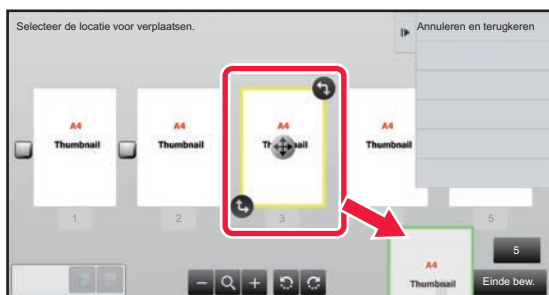 Selecteer de locatie voor verplaatsen.
Annuleren en terugkeren
A4
Thumbnail
A4
Thumbnail
A4
Thumbnail
A4
Thumbnail
1
2
3
5
5
A4
Thumbnail
Einde bew.